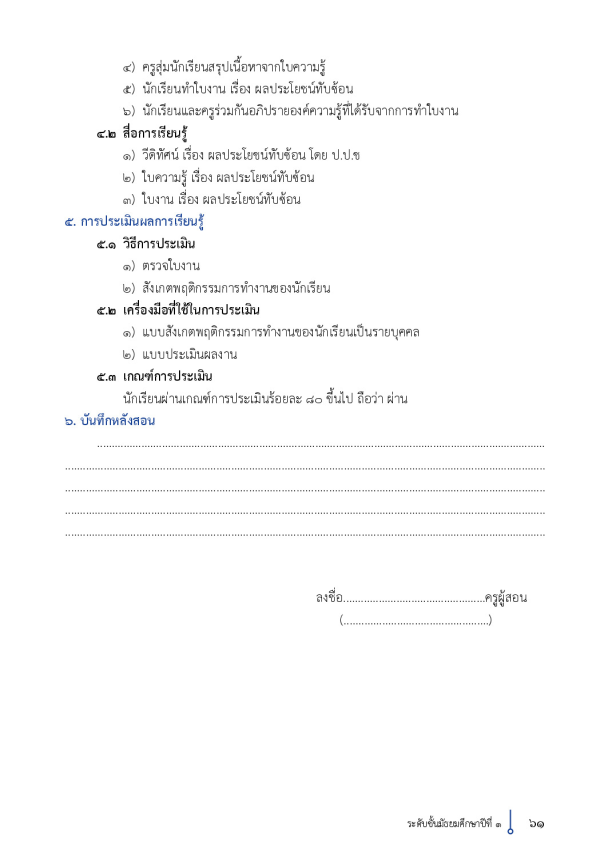 ๔) ครูสุ่มนักเรียนสรุปเนื้อหาจากใบความรู้
๕) นักเรียนทำใบงาน เรื่อง ผลประโยชน์ทับซ้อน
๖) นักเรียนและครูร่วมกันอภิปรายองค์ความรู้ที่ได้รับจากการทำใบงาน
๔.๒ สื่อการเรียนรู้
๑) วีดิทัศน์ เรื่อง ผลประโยชน์ทับซ้อน โดย ป.ป.ช
๒) ใบความรู้ เรื่อง ผลประโยชน์ทับซ้อน
๓) ใบงาน เรื่อง ผลประโยชน์ทับซ้อน
๕. การประเมินผลการเรียนรู้
๕.๑ วิธีการประเมิน
๑) ตรวจใบงาน
๒) สังเกตพฤติกรรมการทำงานของนักเรียน
๕.๒ เครื่องมือที่ใช้ในการประเมิน
๑) แบบสังเกตพฤติกรรมการทำงานของนักเรียนเป็นรายบุคคล
๒) แบบประเมินผลงาน
๕.๓ เกณฑ์การประเมิน
นักเรียนผ่านเกณฑ์การประเมินร้อยละ ๘๐ ขึ้นไป ถือว่า ผ่าน
๖. บันทึกหลังสอน
................................................................................
................................................................................
................................................................................
................................................................................
................................................................................
ลงชื่อ................................................ครูผู้สอน
(.................................................)
ระดับชั้นมัธยมศึกษาปีที่ ๑ ๖๑